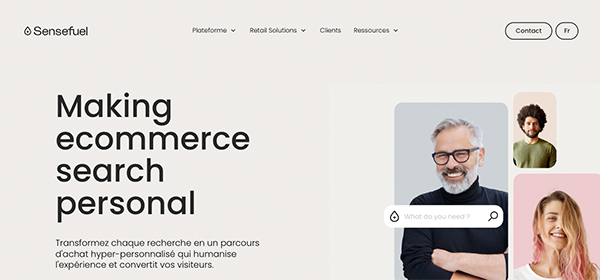 Sensefuel
Plateforme
Retail Solutions
Clients
Ressources
Contact
Fr
Making
ecommerce
search
personal
Transformez chaque recherche en un parcours
d'achat hyper-personnalisé qui humanise
l'expérience et convertit vos visiteurs.
What do you need ?